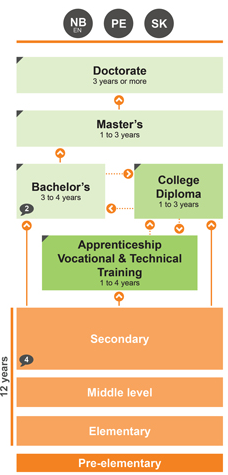 NB PE SK
EN
Doctorate
3 years or more
Master's
1 to 3 years
Bachelor's
3 to 4 years
2
College
Diploma
1 to 3 years
Apprenticeship
Vocational & Technical
Training
1 to 4 years
12 years
Secondary
4
Middle level
Elementary
Pre-elementary